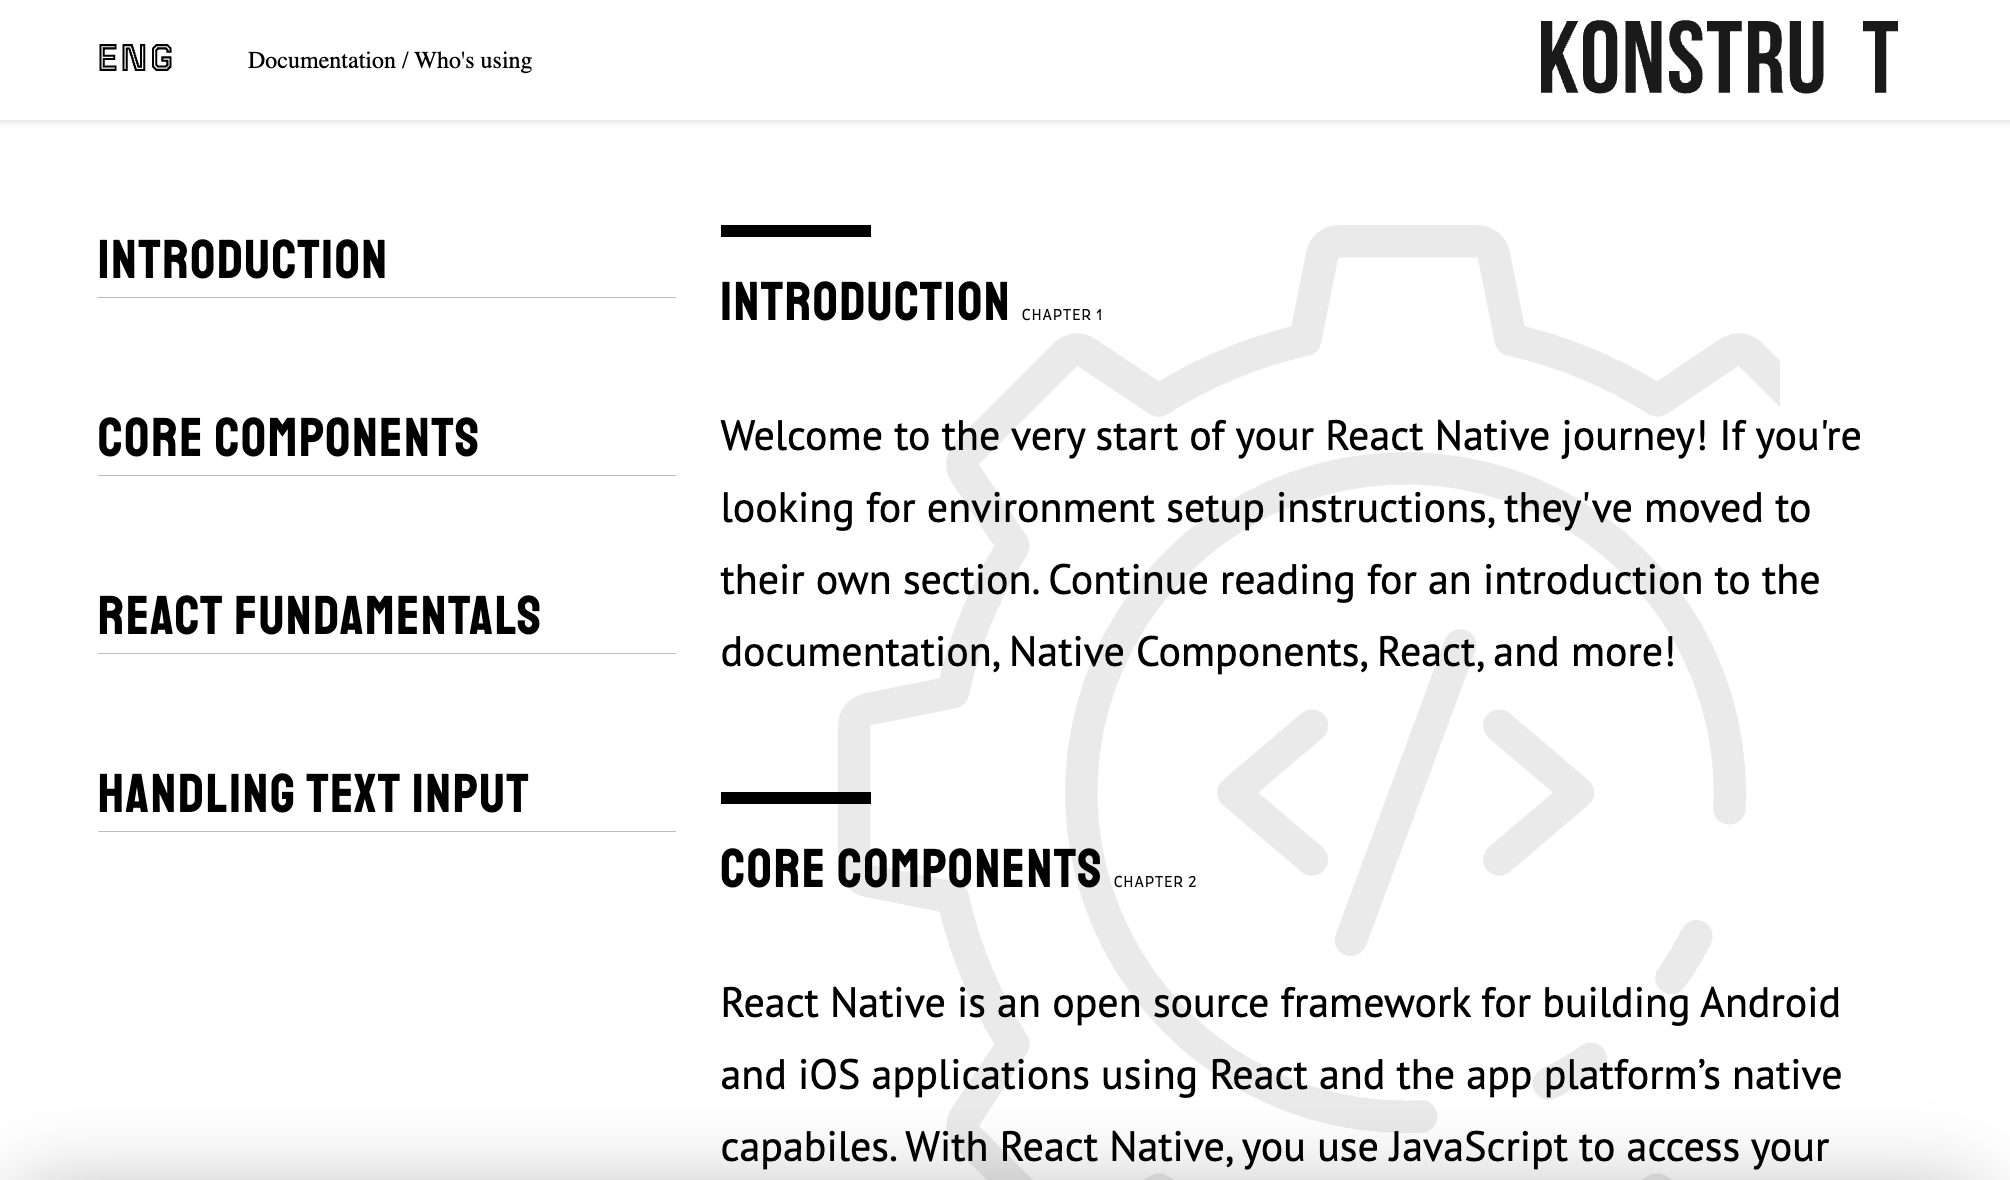 ENG
Documentation / Who's using
KONSTRU T
INTRODUCTION
CORE COMPONENTS
REACT FUNDAMENTALS
HANDLING TEXT INPUT
INTRODUCTION CHAPTER 1
Welcome to the very start of your React Native journey! If you're
looking for environment setup instructions, they've moved to
their own section. Continue reading for an introduction to the
documentation, Native Components, React, and more!
</>
CORE COMPONENTS CHAPTER 2
React Native is an open source framework for building Android
and iOS applications using React and the app platform’s native
capabiles. With React Native, you use JavaScript to access your